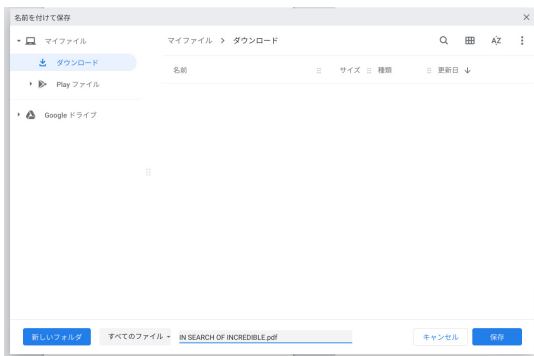 名前を付けて保存
マイファイル
マイファイル > ダウンロード
AZ
ダウンロード
名前 サイズ 種類 更新日
Play ファイル
Google ドライブ
新しいフォルダ すべてのファイル IN SEARCH OF INCREDIBLE.pdf キャンセル 保存